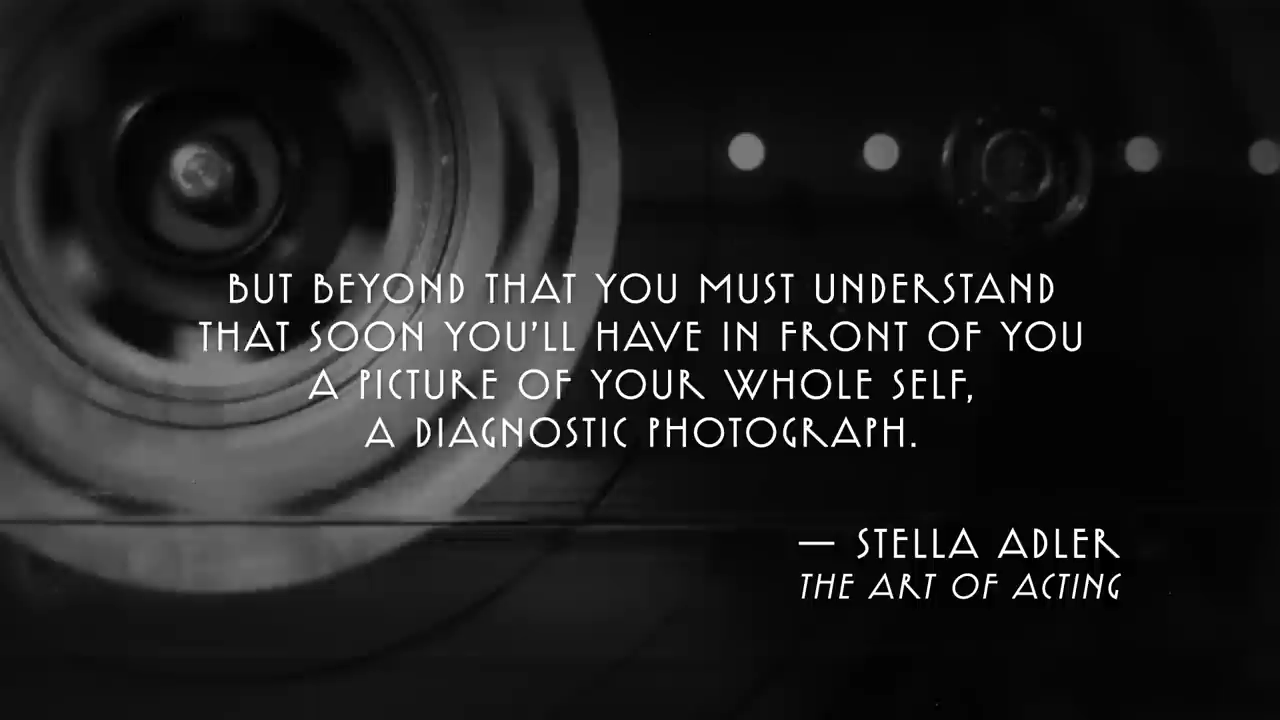 BUT BEYOND THAT YOU MUST UNDERSTAND
THAT SOON YOU'LL HAVE IN FRONT OF YOU
A PICTURE OF YOUR WHOLE SELF,
A DIAGNOSTIC PHOTOGRAPH.
— STELLA ADLER
THE ART OF ACTING